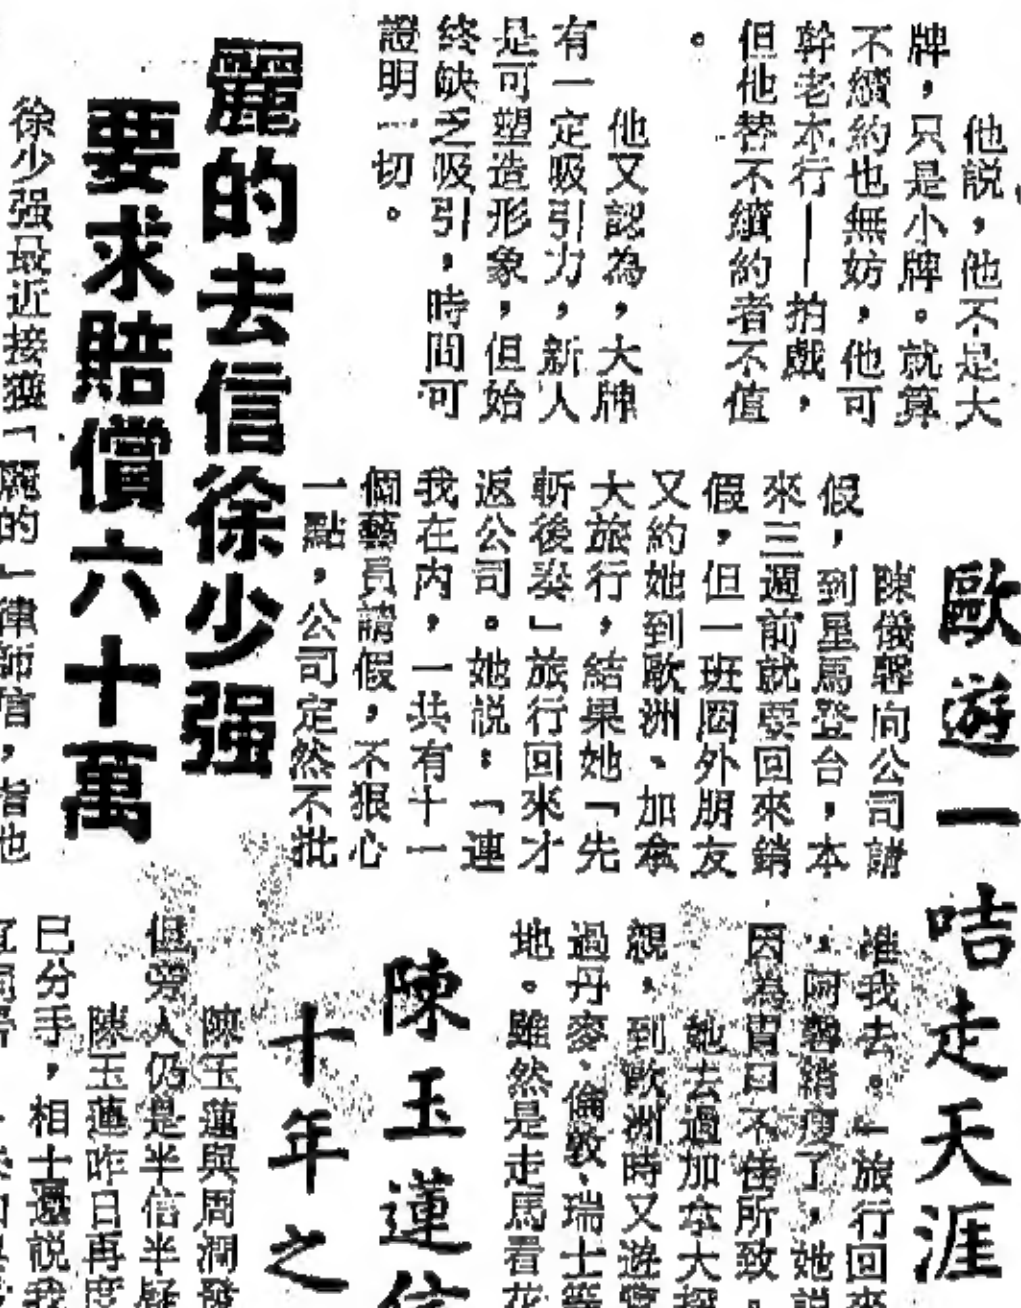 他説，他不是大
牌，只是小牌。就算
不續約也無妨，他可
幹老本行——拍戲，
但他替不續約者不值
。
他又認為，大牌
有一定吸引力，新人
是可塑造形象，但始
终缺乏吸引，時間可
證明一切。
麗的去信徐少强
要求賠償六十萬
徐少强最近接獲「麗的」律師信，指他
歐遊一咭走天涯
陳儀馨向公司請
假，到星馬登台，本
來三週前就要回來銷
假，但一班圈外朋友
又約她到歐洲、加拿
大旅行，結果她「先
斬後奏」旅行回來才
返公司。她説：「連
我在内，一共有十一
個藝員請假，不狠心
一點，公司定然不批
准我去。」旅行回來
，阿馨銷瘦了，她説
因為胃口不佳所致，
她去過加拿大探
親，到歐洲時又遊覽
過丹麥、倫敦、瑞士等
地。雖然是走馬看花
陳玉蓮信
十年之
陳玉蓮與周潤發
但旁人仍是半信半疑
陳玉蓮昨日再度
已分手，相士還説我